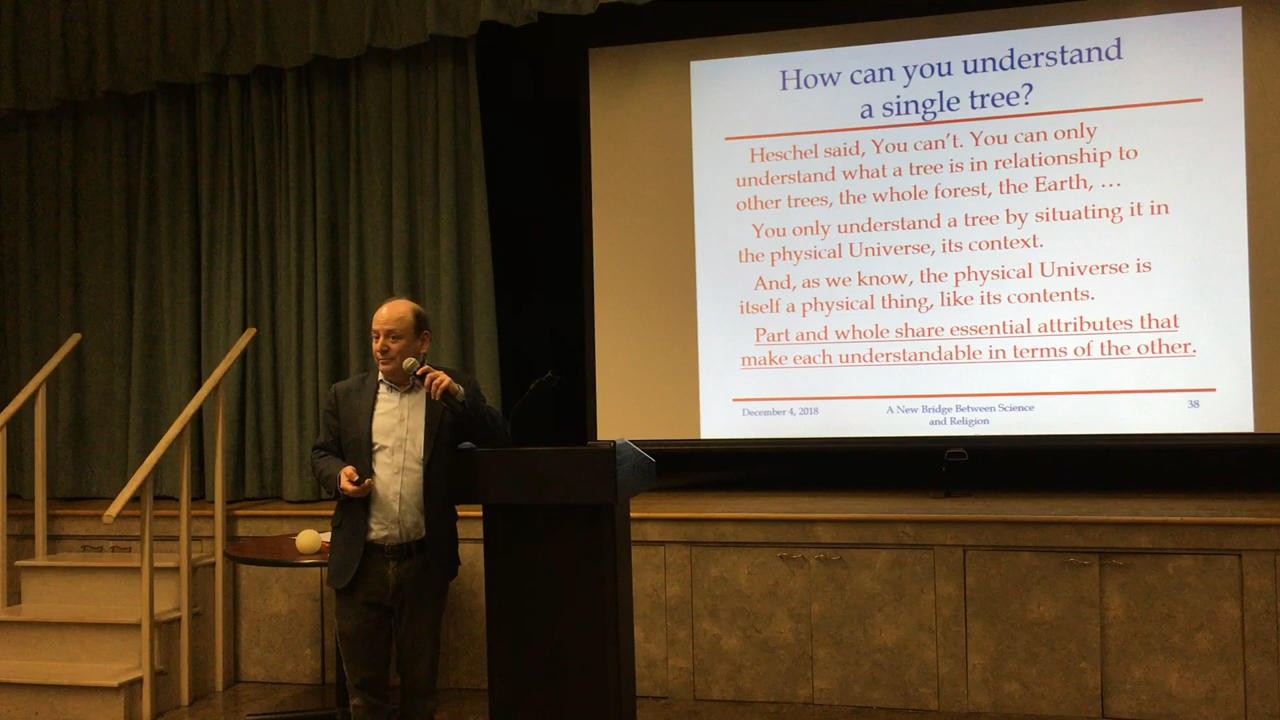 How can you understand
a single tree?
Heschel said, You can't. You can only
understand what a tree is in relationship to
other trees, the whole forest, the Earth, …
You only understand a tree by situating it in
the physical Universe, its context.
And, as we know, the physical Universe is
itself a physical thing, like its contents.
Part and whole share essential attributes that
make each understandable in terms of the other.
December 4, 2018
A New Bridge Between Science
and Religion
38